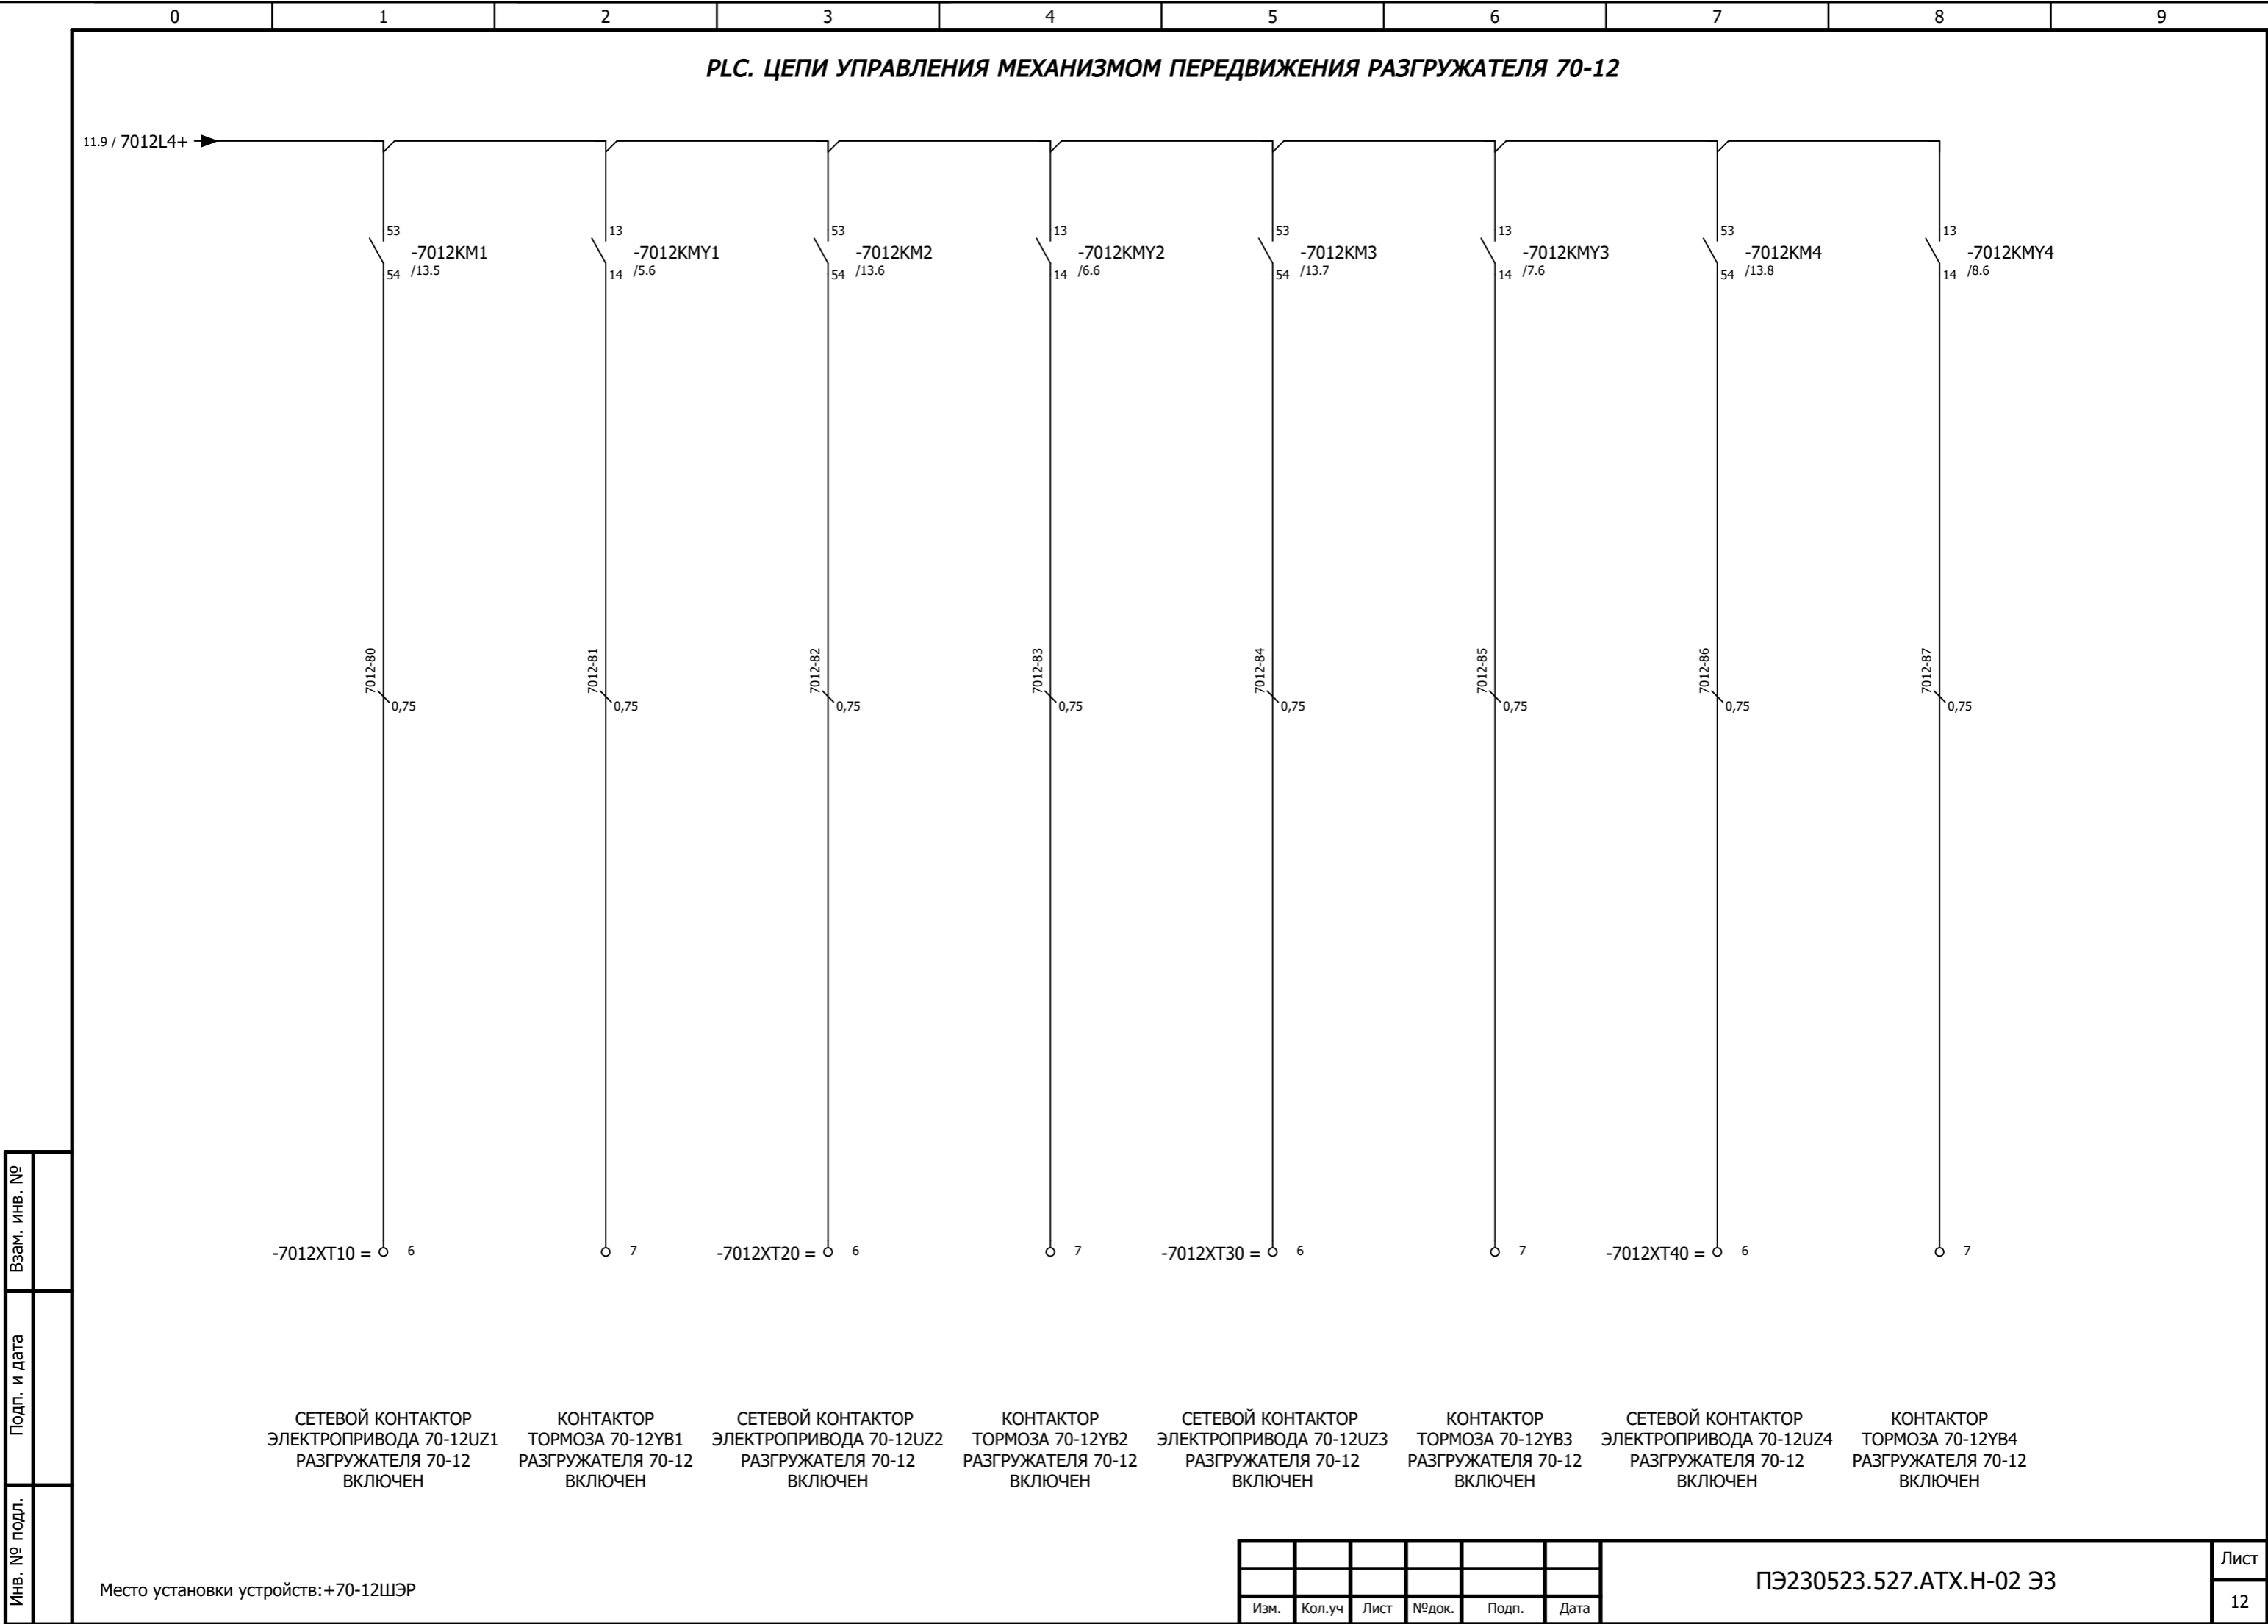 0 1 2 3 4 5 6 7 8 9
PLC. ЦЕПИ УПРАВЛЕНИЯ МЕХАНИЗМОМ ПЕРЕДВИЖЕНИЯ РАЗГРУЖАТЕЛЯ 70-12
11.9 / 7012L4+
53 13 53 13 53 13 53 13
-7012KM1 -7012KMY1 -7012KM2 -7012KMY2 -7012KM3 -7012KMY3 -7012KM4 -7012KMY4
54 /13.5 14 /5.6 54 /13.6 14 /6.6 54 /13.7 14 /7.6 54 /13.8 14 /8.6
7012-80 7012-81 7012-82 7012-83 7012-84 7012-85 7012-86 7012-87
0,75 0,75 0,75 0,75 0,75 0,75 0,75 0,75
-7012XT10 = 6 7 -7012XT20 = 6 7 -7012XT30 = 6 7 -7012XT40 = 6 7
СЕТЕВОЙ КОНТАКТОР
ЭЛЕКТРОПРИВОДА 70-12UZ1
РАЗГРУЖАТЕЛЯ 70-12
ВКЛЮЧЕН
КОНТАКТОР
ТОРМОЗА 70-12YB1
РАЗГРУЖАТЕЛЯ 70-12
ВКЛЮЧЕН
СЕТЕВОЙ КОНТАКТОР
ЭЛЕКТРОПРИВОДА 70-12UZ2
РАЗГРУЖАТЕЛЯ 70-12
ВКЛЮЧЕН
КОНТАКТОР
ТОРМОЗА 70-12YB2
РАЗГРУЖАТЕЛЯ 70-12
ВКЛЮЧЕН
СЕТЕВОЙ КОНТАКТОР
ЭЛЕКТРОПРИВОДА 70-12UZ3
РАЗГРУЖАТЕЛЯ 70-12
ВКЛЮЧЕН
КОНТАКТОР
ТОРМОЗА 70-12YB3
РАЗГРУЖАТЕЛЯ 70-12
ВКЛЮЧЕН
СЕТЕВОЙ КОНТАКТОР
ЭЛЕКТРОПРИВОДА 70-12UZ4
РАЗГРУЖАТЕЛЯ 70-12
ВКЛЮЧЕН
КОНТАКТОР
ТОРМОЗА 70-12YB4
РАЗГРУЖАТЕЛЯ 70-12
ВКЛЮЧЕН
Взам. инв. №
Подп. и дата
Инв. № подл.
Место установки устройств:+70-12ШЭР
Изм. Кол.уч Лист №док. Подп. Дата
ПЭ230523.527.АТХ.Н-02 ЭЗ
Лист
12